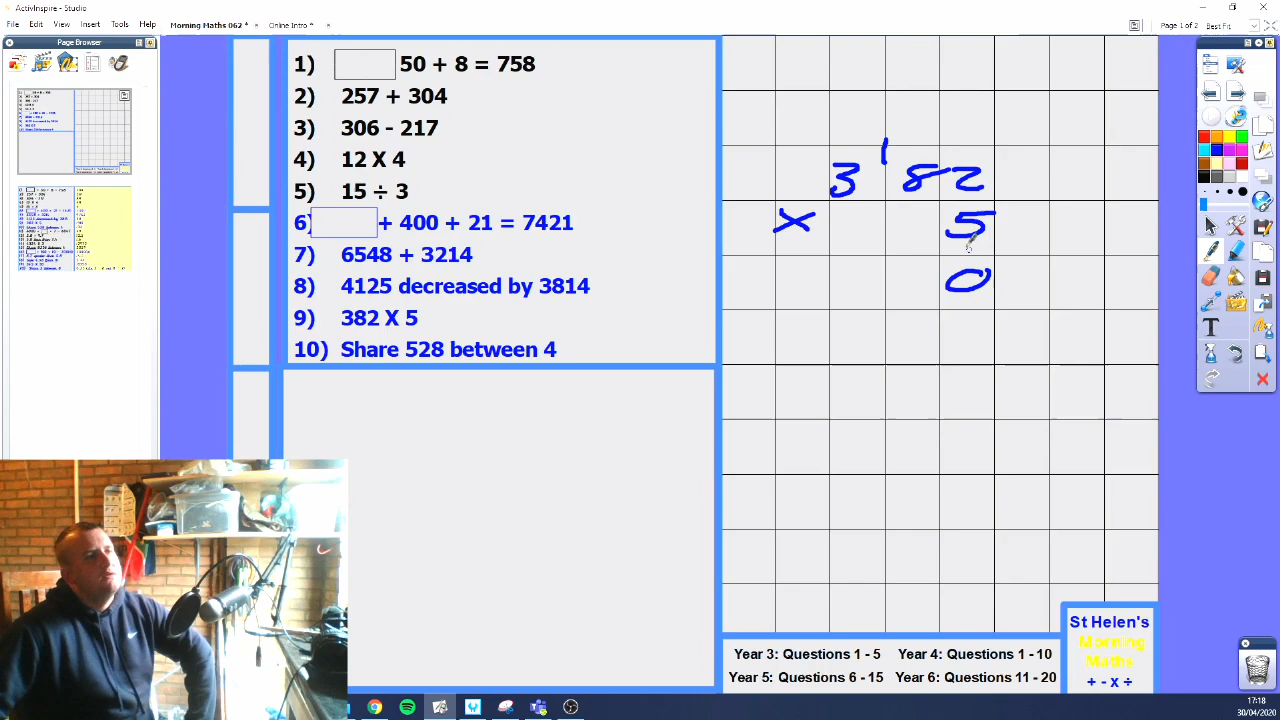 ActivInspire - Studio
File Edit View Insert Tools Help
Morning Maths 062 *
Online Intro *
Page 1 of 2
Best Fit
Page Browser
1) 50 + 8 = 758
2) 257 + 304
3) 306 - 217
4) 12 X 4
5) 15 ÷ 3
6) + 400 + 21 = 7421
7) 6548 + 3214
8) 4125 decreased by 3814
9) 382 X 5
10) Share 528 between 4
1
3 8 2
x 5
0
Year 3: Questions 1 - 5 Year 4: Questions 1 - 10
Year 5: Questions 6 - 15 Year 6: Questions 11 - 20
St Helen's
Morning
Maths
+ - x ÷
17:18
30/04/2020